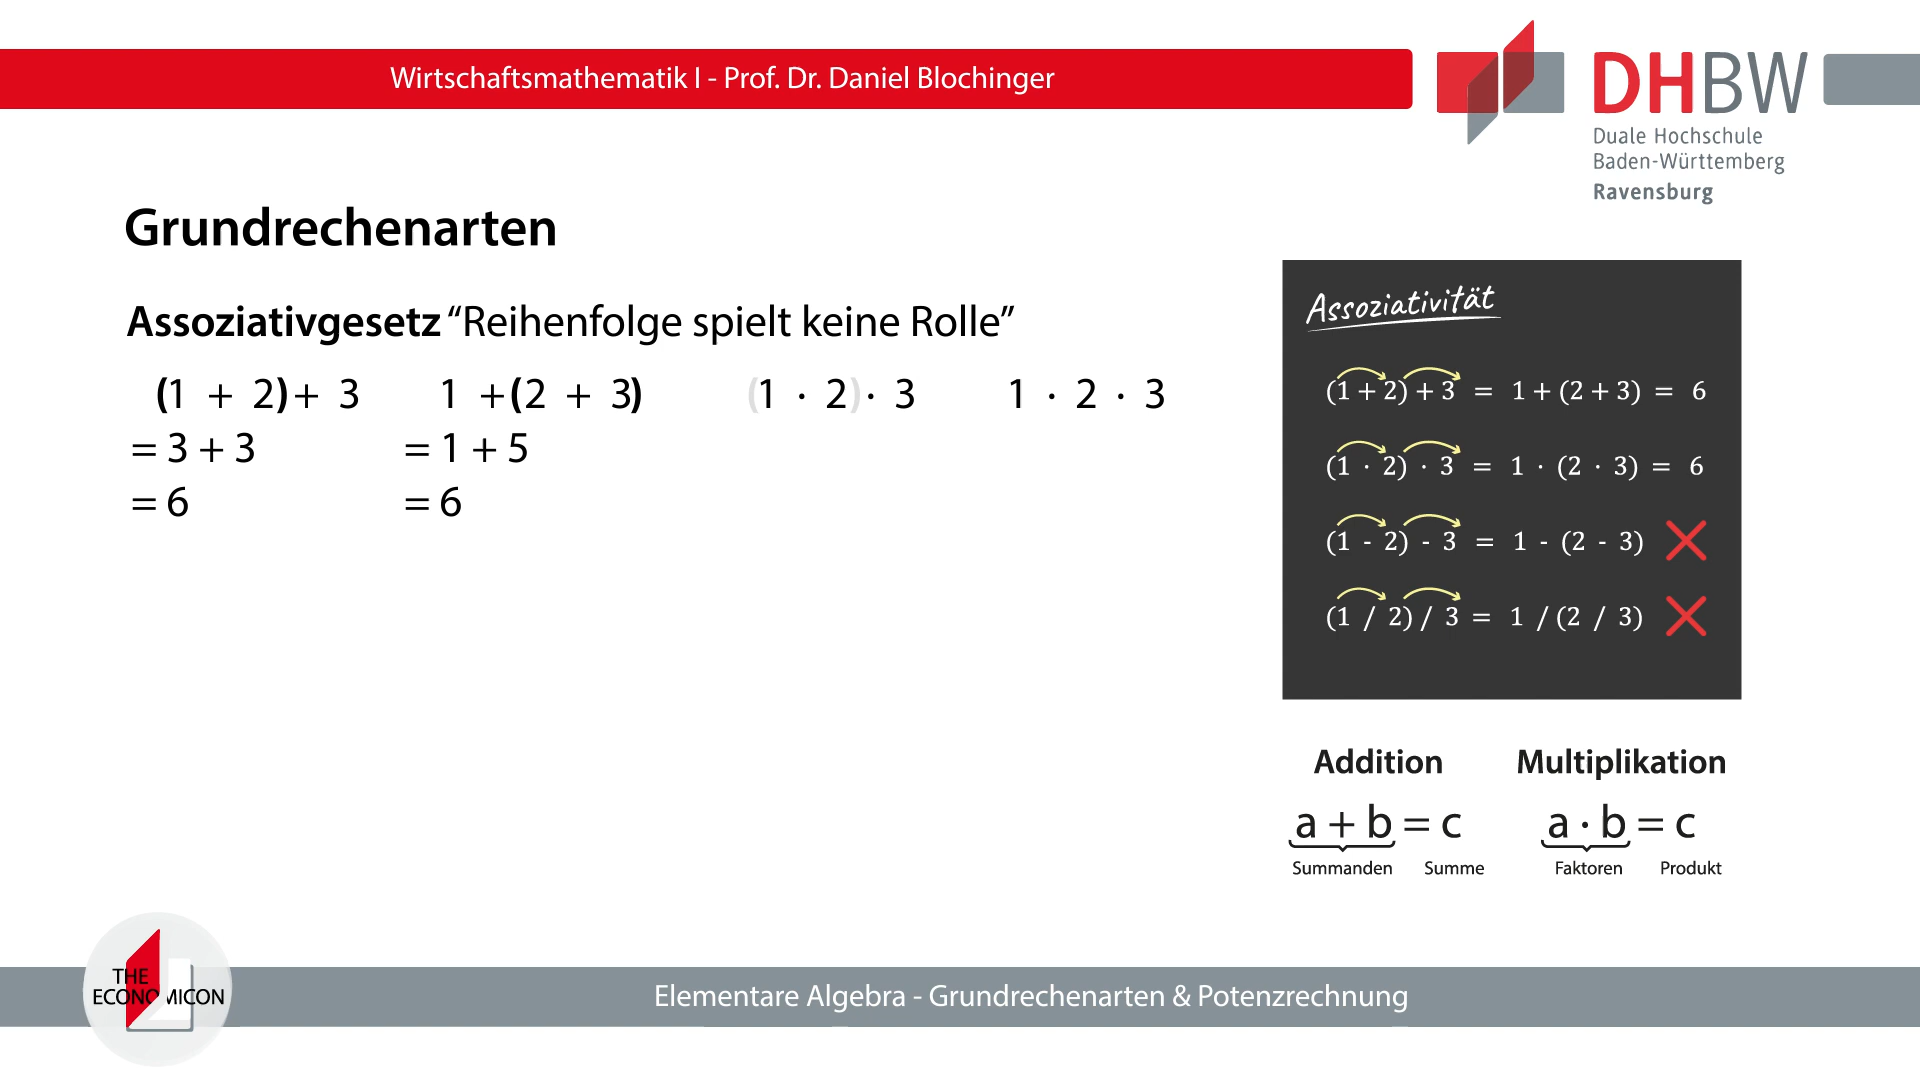 Wirtschaftsmathematik I - Prof. Dr. Daniel Blochinger
DHBW
Duale Hochschule
Baden-Württemberg
Ravensburg
Grundrechenarten
Assoziativgesetz “Reihenfolge spielt keine Rolle”
(1 + 2) + 3 1 + (2 + 3) (1 · 2) · 3 1 · 2 · 3
= 3 + 3 = 1 + 5
= 6 = 6
Assoziativität
(1 + 2) + 3 = 1 + (2 + 3) = 6
(1 · 2) · 3 = 1 · (2 · 3) = 6
(1 - 2) - 3 = 1 - (2 - 3)
(1 / 2) / 3 = 1 / (2 / 3)
Addition Multiplikation
a + b = c a · b = c
Summanden Summe Faktoren Produkt
THE
ECONOMICON
Elementare Algebra - Grundrechenarten & Potenzrechnung